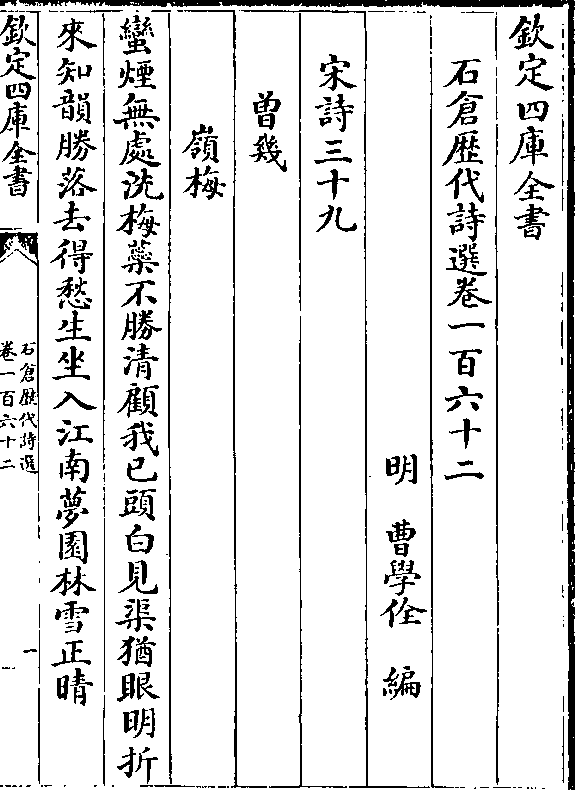 欽定四庫全書
石倉歴代詩選卷一百六十二
明　曹學佺　編
宋詩三十九
曾幾
嶺梅
蠻煙無處洗梅蘂不勝清顧我已頭白見渠猶眼明折
來知韻勝落去得愁生坐入江南夢園林雪正晴
欽定四庫全書
石倉歴代詩選
卷一百六十二
一